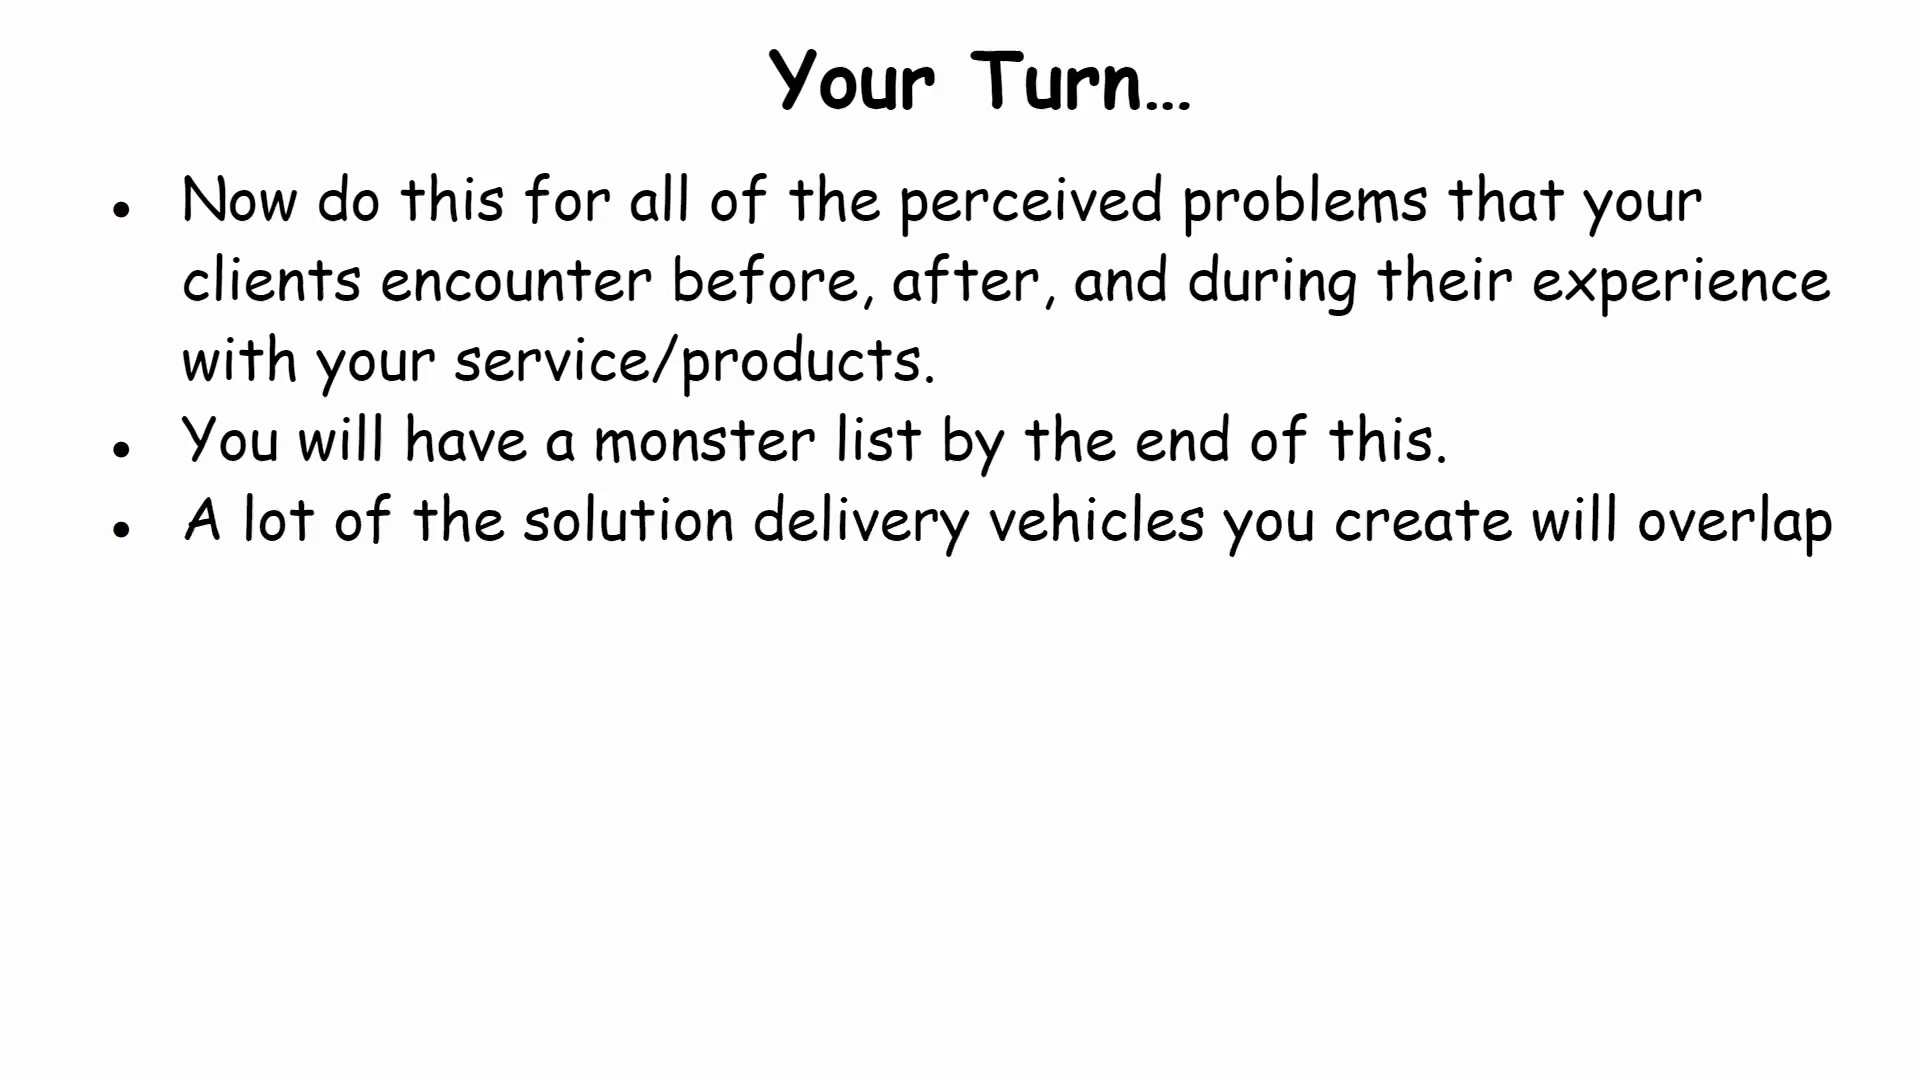 Your Turn...
• Now do this for all of the perceived problems that your
clients encounter before, after, and during their experience
with your service/products.
• You will have a monster list by the end of this.
• A lot of the solution delivery vehicles you create will overlap